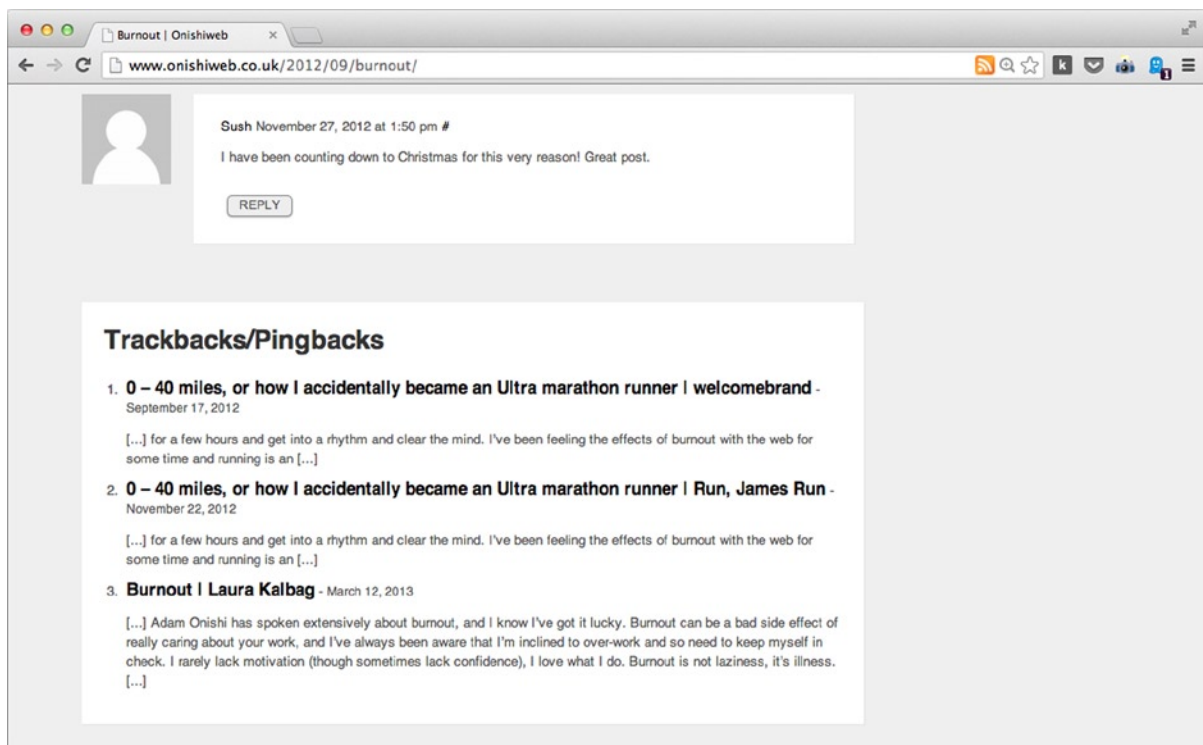 Burnout | Onishiweb
www.onishiweb.co.uk/2012/09/burnout/
k
1
Sush November 27, 2012 at 1:50 pm #
I have been counting down to Christmas for this very reason! Great post.
REPLY
Trackbacks/Pingbacks
1. 0 – 40 miles, or how I accidentally became an Ultra marathon runner | welcomebrand -
September 17, 2012
[...] for a few hours and get into a rhythm and clear the mind. I've been feeling the effects of burnout with the web for
some time and running is an [...]
2. 0 – 40 miles, or how I accidentally became an Ultra marathon runner | Run, James Run -
November 22, 2012
[...] for a few hours and get into a rhythm and clear the mind. I've been feeling the effects of burnout with the web for
some time and running is an [...]
3. Burnout | Laura Kalbag - March 12, 2013
[...] Adam Onishi has spoken extensively about burnout, and I know I've got it lucky. Burnout can be a bad side effect of
really caring about your work, and I've always been aware that I'm inclined to over-work and so need to keep myself in
check. I rarely lack motivation (though sometimes lack confidence), I love what I do. Burnout is not laziness, it's illness.
[...]